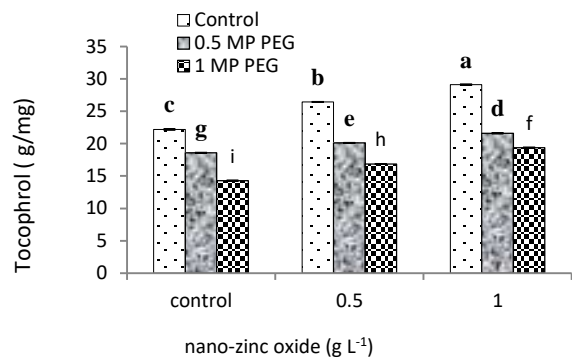 Control
0.5 MP PEG
1 MP PEG
Tocophrol ( g/mg)
35
30
25
20
15
10
5
0
c
g
i
b
e
h
a
d
f
control
0.5
1
nano-zinc oxide (g L⁻¹)